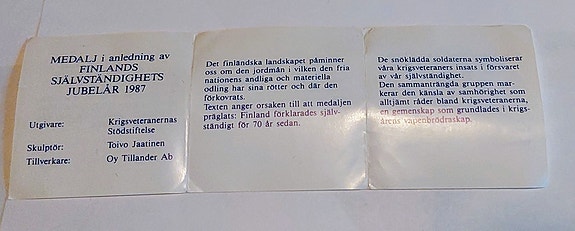 MEDALJ i anledning av
FINLANDS
SJÄLVSTÄNDIGHETS
JUBELÅR 1987
Utgivare: Krigsveteranernas
Stödstiftelse
Skulptör: Toivo Jaatinen
Tillverkare: Oy Tillander Ab
Det finländska landskapet påminner
oss om den jordmån i vilken den fria
nationens andliga och materiella
odling har sina rötter och där den
förkovrats.
Texten anger orsaken till att medaljen
präglats: Finland förklarades själv-
ständigt för 70 år sedan.
De snöklädda soldaterna symboliserar
våra krigsveteraners insats i försvaret
av vår självständighet.
Den sammanträngda gruppen mar-
kerar den känsla av samhörighet som
alltjämt råder bland krigsveteranerna,
en gemenskap som grundlades i krigs-
årens vapenbrödraskap.